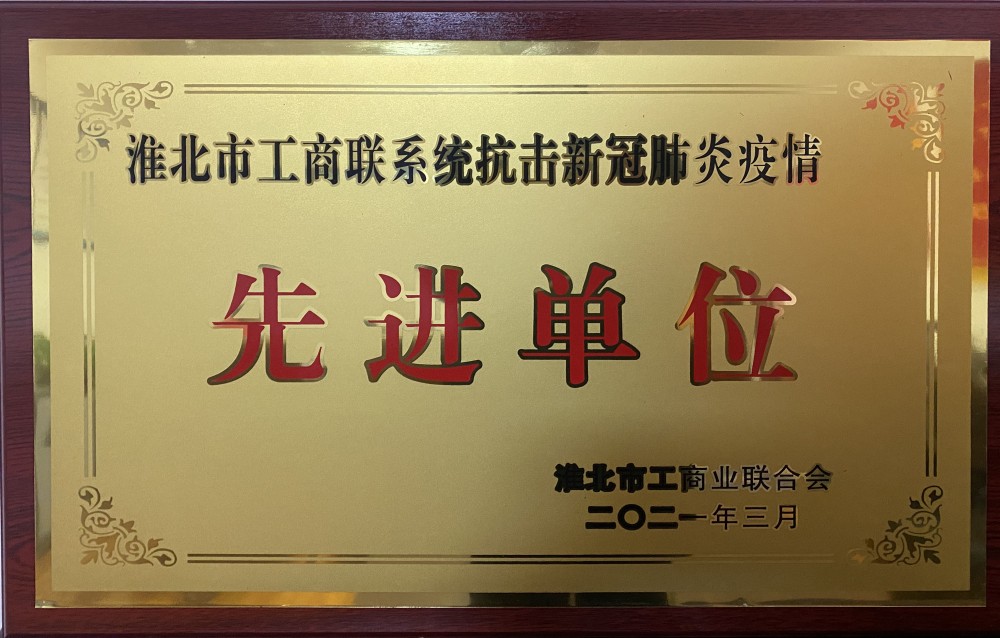 淮北市工商联系统抗击新冠肺炎疫情
先进单位
淮北市工商业联合会
二〇二一年三月